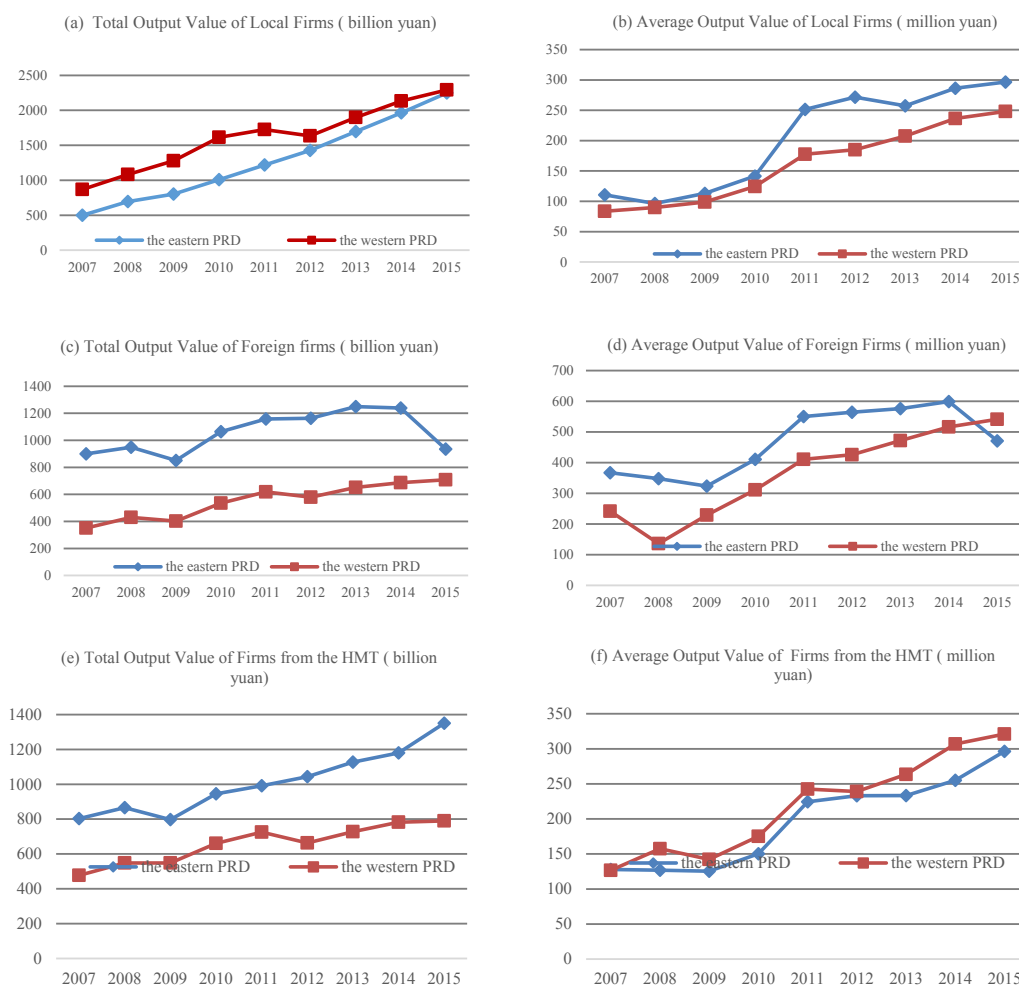 (a) Total Output Value of Local Firms ( billion yuan)
2500
2000
1500
1000
500
0
the eastern PRD the western PRD
2007 2008 2009 2010 2011 2012 2013 2014 2015
(b) Average Output Value of Local Firms (million yuan)
350
300
250
200
150
100
50
0
the eastern PRD the western PRD
2007 2008 2009 2010 2011 2012 2013 2014 2015
(c) Total Output Value of Foreign firms ( billion yuan)
1400
1200
1000
800
600
400
200
0
the eastern PRD the western PRD
2007 2008 2009 2010 2011 2012 2013 2014 2015
(d) Average Output Value of Foreign Firms ( million yuan)
700
600
500
400
300
200
100
0
the eastern PRD the western PRD
2007 2008 2009 2010 2011 2012 2013 2014 2015
(e) Total Output Value of Firms from the HMT ( billion
yuan)
1400
1200
1000
800
600
400
200
0
the eastern PRD the western PRD
2007 2008 2009 2010 2011 2012 2013 2014 2015
(f) Average Output Value of Firms from the HMT ( million
yuan)
350
300
250
200
150
100
50
0
the eastern PRD the western PRD
2007 2008 2009 2010 2011 2012 2013 2014 2015